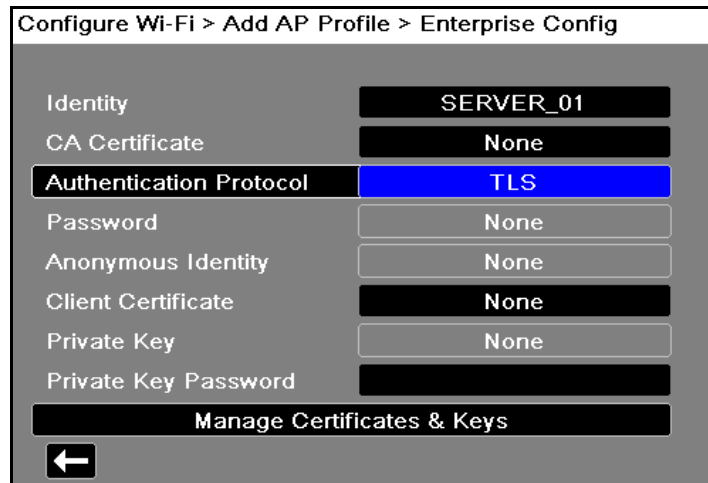 Configure Wi-Fi > Add AP Profile > Enterprise Config
Identity SERVER_01
CA Certificate None
Authentication Protocol TLS
Password None
Anonymous Identity None
Client Certificate None
Private Key None
Private Key Password
Manage Certificates & Keys